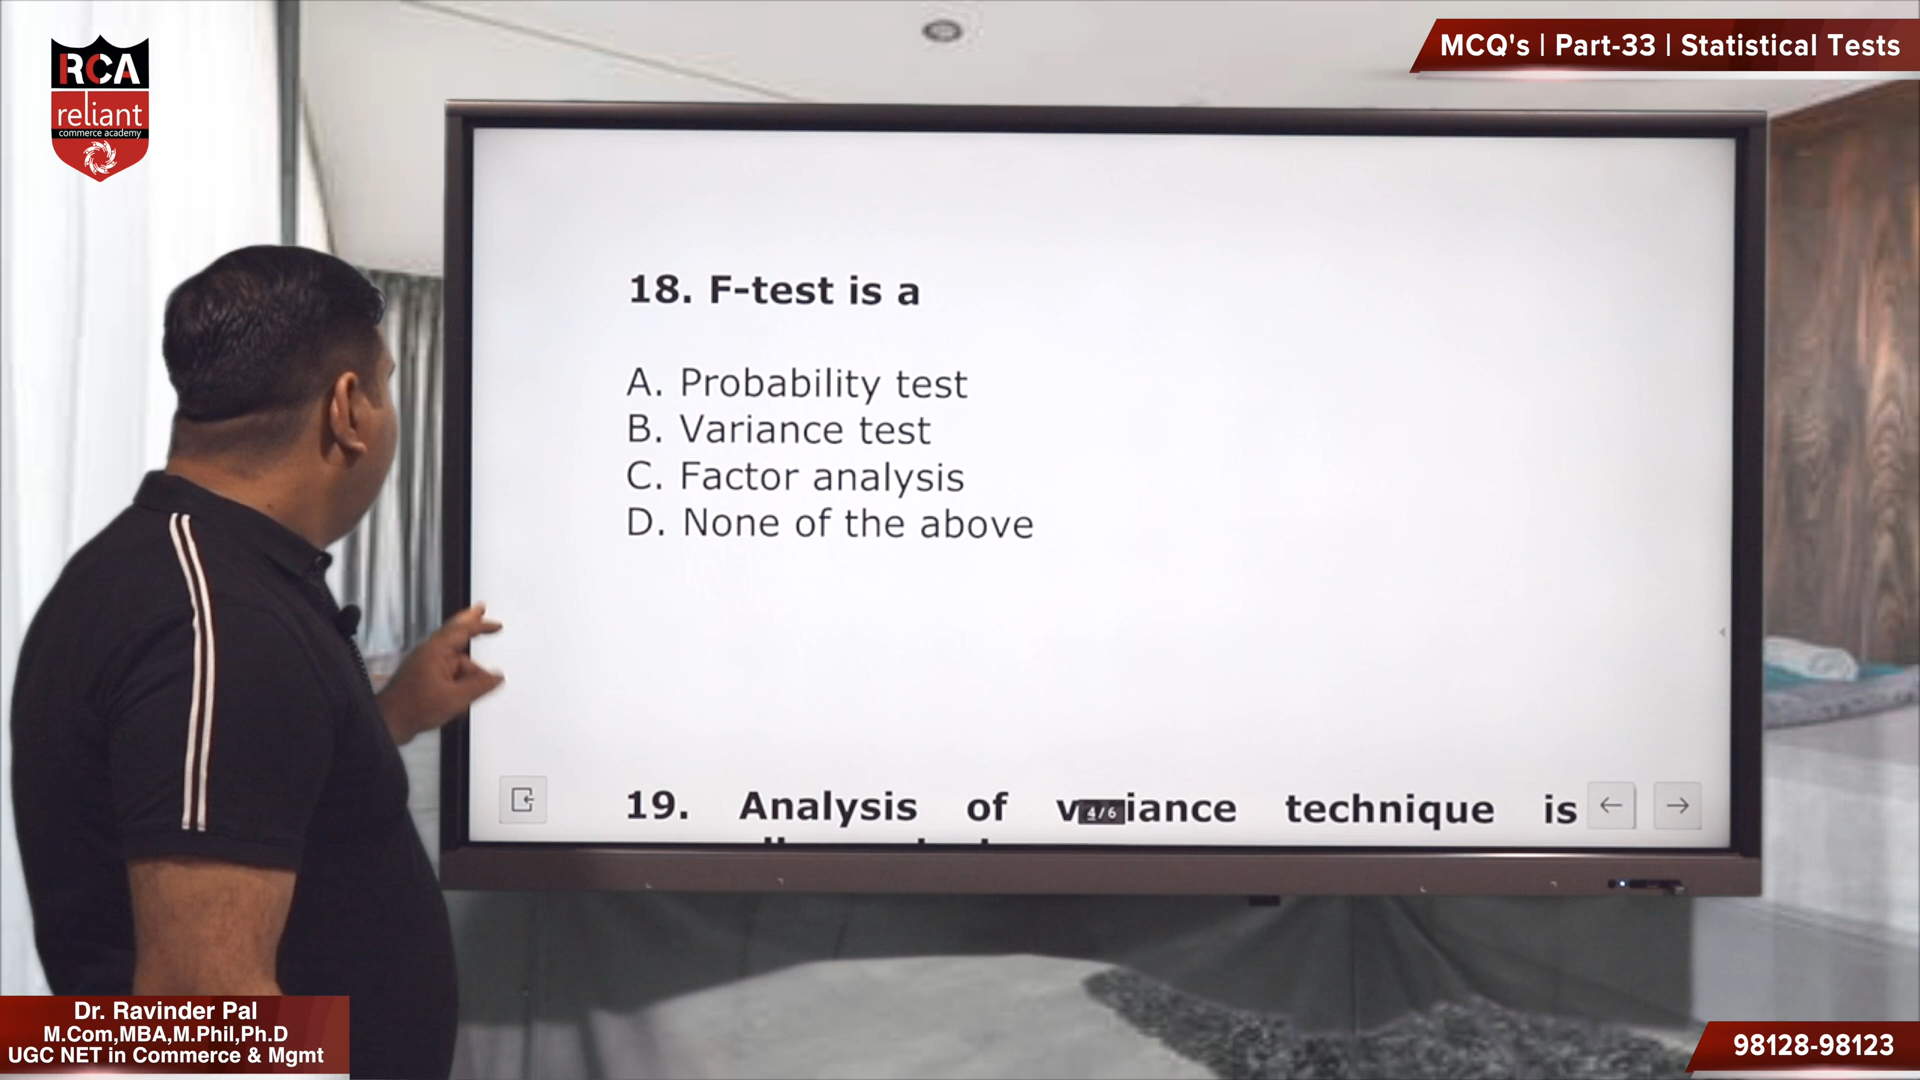 RCA
reliant
commerce academy
MCQ's | Part-33 | Statistical Tests
18. F-test is a
A. Probability test
B. Variance test
C. Factor analysis
D. None of the above
19. Analysis of variance technique is
4/6
Dr. Ravinder Pal
M.Com,MBA,M.Phil,Ph.D
UGC NET in Commerce & Mgmt
98128-98123